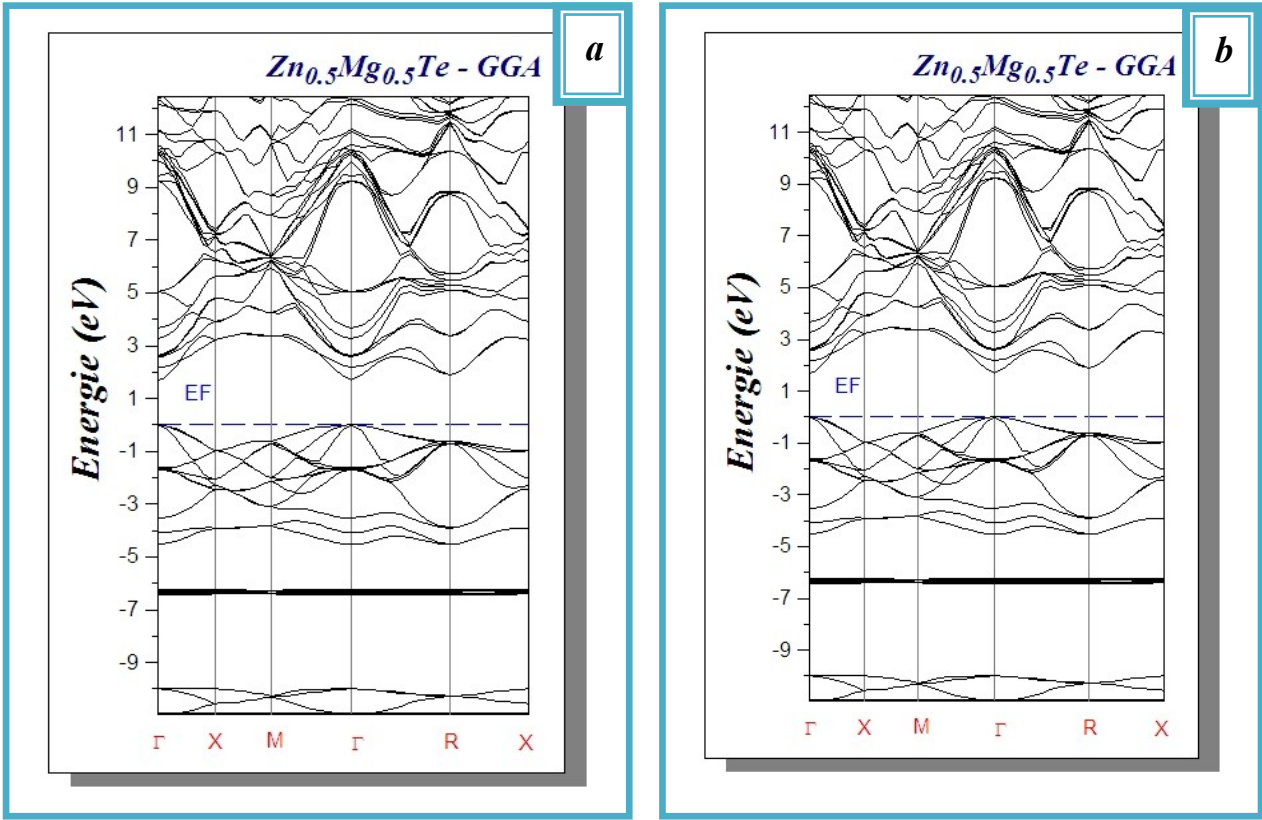 a
Zn0.5Mg0.5Te - GGA
11
9
7
5
3
1
-1
-3
-5
-7
-9
Energie (eV)
EF
Γ X M Γ R X
b
Zn0.5Mg0.5Te - GGA
11
9
7
5
3
1
-1
-3
-5
-7
-9
Energie (eV)
EF
Γ X M Γ R X